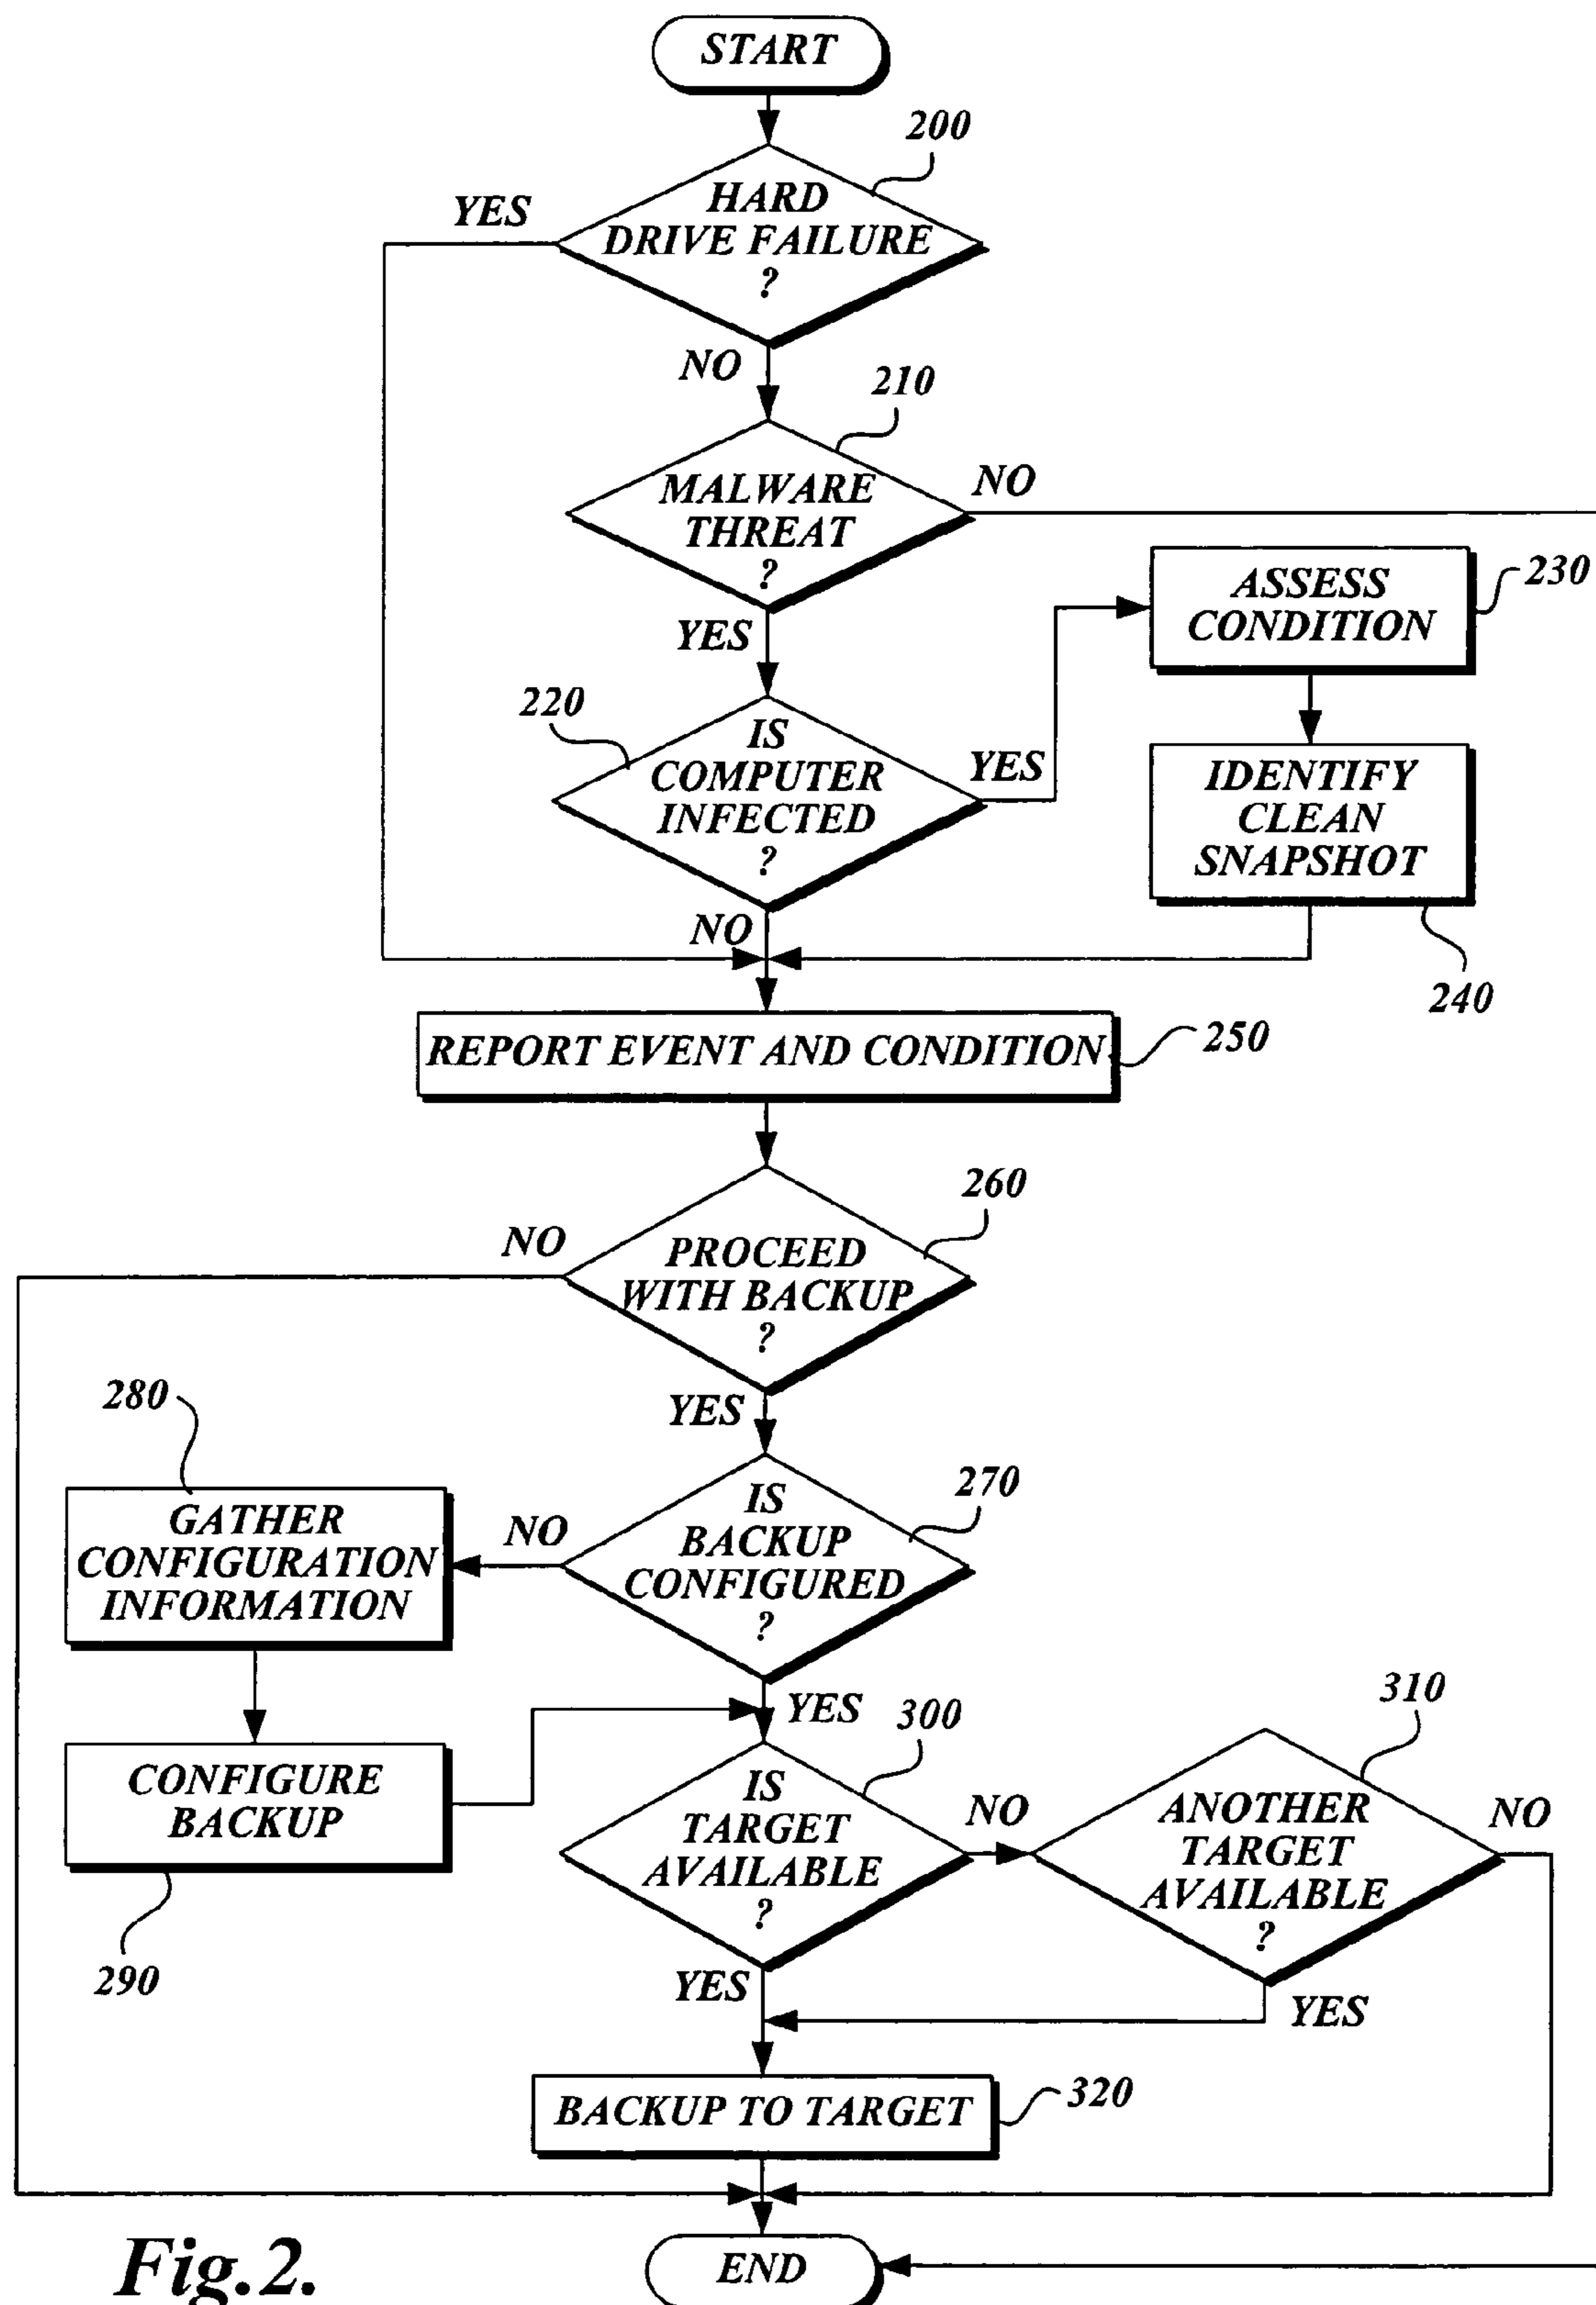 START
200
YES
HARD
DRIVE FAILURE
?
NO
210
MALWARE
THREAT
?
NO
YES
ASSESS
CONDITION
230
220
IS
COMPUTER
INFECTED
?
YES
IDENTIFY
CLEAN
SNAPSHOT
NO
240
REPORT EVENT AND CONDITION
250
260
NO
PROCEED
WITH BACKUP
?
YES
280
270
GATHER
CONFIGURATION
INFORMATION
NO
IS
BACKUP
CONFIGURED
?
YES
300
310
CONFIGURE
BACKUP
290
IS
TARGET
AVAILABLE
?
NO
ANOTHER
TARGET
AVAILABLE
?
NO
YES
YES
BACKUP TO TARGET
320
Fig.2.
END